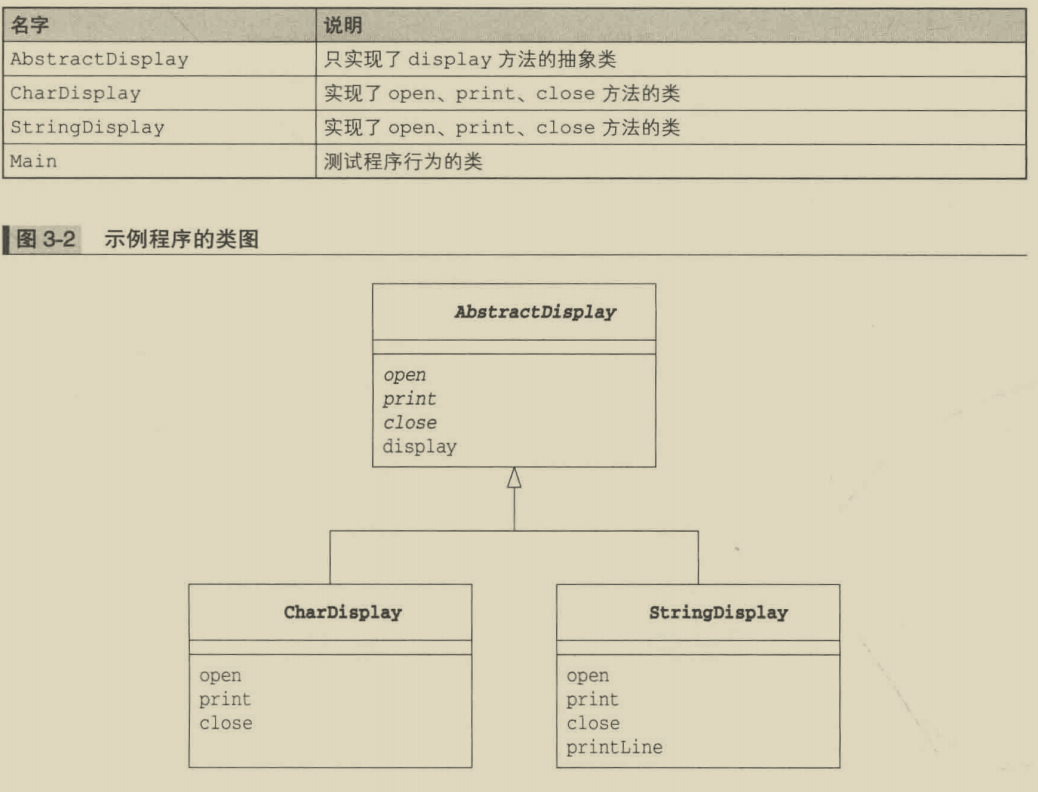 名字 说明
AbstractDisplay 只实现了 display 方法的抽象类
CharDisplay 实现了 open、print、close 方法的类
StringDisplay 实现了 open、print、close 方法的类
Main 测试程序行为的类
图 3-2 示例程序的类图
AbstractDisplay
open
print
close
display
CharDisplay
open
print
close
StringDisplay
open
print
close
printLine